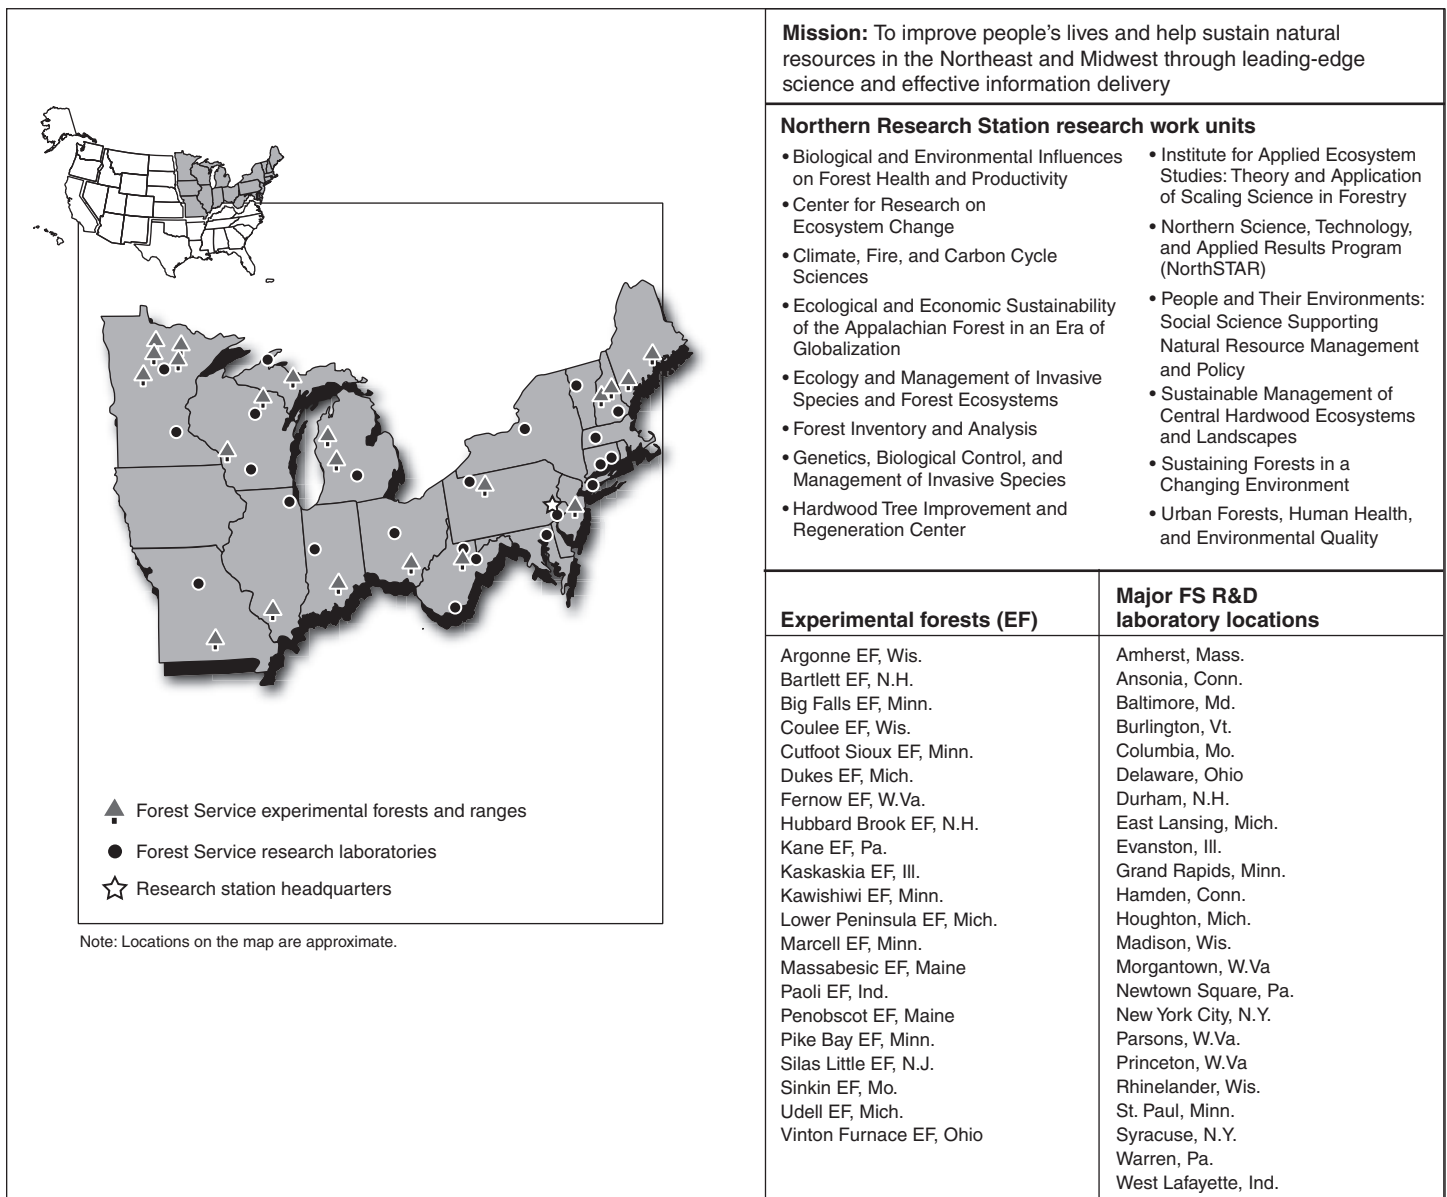 Mission: To improve people's lives and help sustain natural
resources in the Northeast and Midwest through leading-edge
science and effective information delivery
Northern Research Station research work units
• Biological and Environmental Influences
on Forest Health and Productivity
• Center for Research on
Ecosystem Change
• Climate, Fire, and Carbon Cycle
Sciences
• Ecological and Economic Sustainability
of the Appalachian Forest in an Era of
Globalization
• Ecology and Management of Invasive
Species and Forest Ecosystems
• Forest Inventory and Analysis
• Genetics, Biological Control, and
Management of Invasive Species
• Hardwood Tree Improvement and
Regeneration Center
• Institute for Applied Ecosystem
Studies: Theory and Application
of Scaling Science in Forestry
• Northern Science, Technology,
and Applied Results Program
(NorthSTAR)
• People and Their Environments:
Social Science Supporting
Natural Resource Management
and Policy
• Sustainable Management of
Central Hardwood Ecosystems
and Landscapes
• Sustaining Forests in a
Changing Environment
• Urban Forests, Human Health,
and Environmental Quality
Forest Service experimental forests and ranges
Forest Service research laboratories
Research station headquarters
Note: Locations on the map are approximate.
Experimental forests (EF)
Argonne EF, Wis.
Bartlett EF, N.H.
Big Falls EF, Minn.
Coulee EF, Wis.
Cutfoot Sioux EF, Minn.
Dukes EF, Mich.
Fernow EF, W.Va.
Hubbard Brook EF, N.H.
Kane EF, Pa.
Kaskaskia EF, Ill.
Kawishiwi EF, Minn.
Lower Peninsula EF, Mich.
Marcell EF, Minn.
Massabesic EF, Maine
Paoli EF, Ind.
Penobscot EF, Maine
Pike Bay EF, Minn.
Silas Little EF, N.J.
Sinkin EF, Mo.
Udell EF, Mich.
Vinton Furnace EF, Ohio
Major FS R&D
laboratory locations
Amherst, Mass.
Ansonia, Conn.
Baltimore, Md.
Burlington, Vt.
Columbia, Mo.
Delaware, Ohio
Durham, N.H.
East Lansing, Mich.
Evanston, Ill.
Grand Rapids, Minn.
Hamden, Conn.
Houghton, Mich.
Madison, Wis.
Morgantown, W.Va
Newtown Square, Pa.
New York City, N.Y.
Parsons, W.Va.
Princeton, W.Va
Rhinelander, Wis.
St. Paul, Minn.
Syracuse, N.Y.
Warren, Pa.
West Lafayette, Ind.